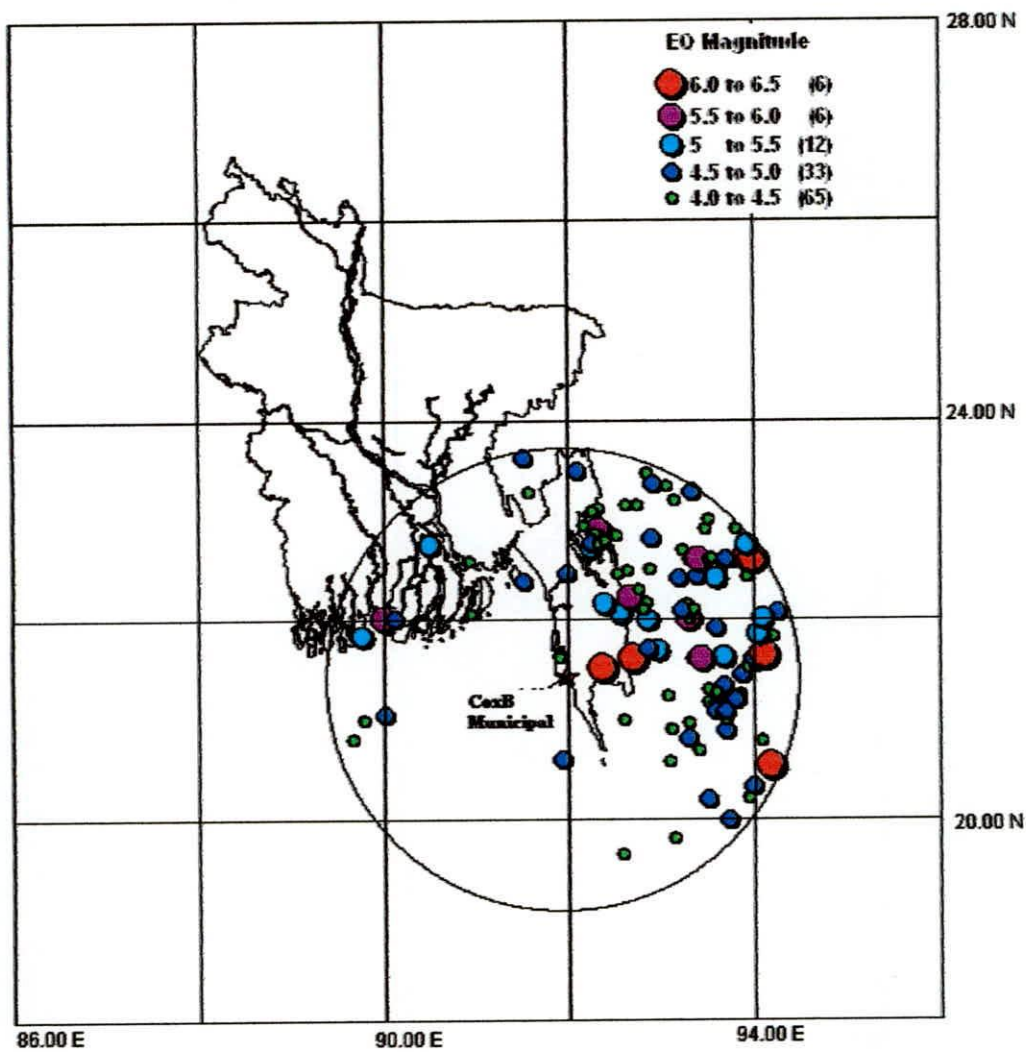 28.00 N
EQ Magnitude
6.0 to 6.5 (6)
5.5 to 6.0 (6)
5 to 5.5 (12)
4.5 to 5.0 (33)
4.0 to 4.5 (65)
24.00 N
CoxB
Municipal
20.00 N
86.00 E 90.00 E 94.00 E